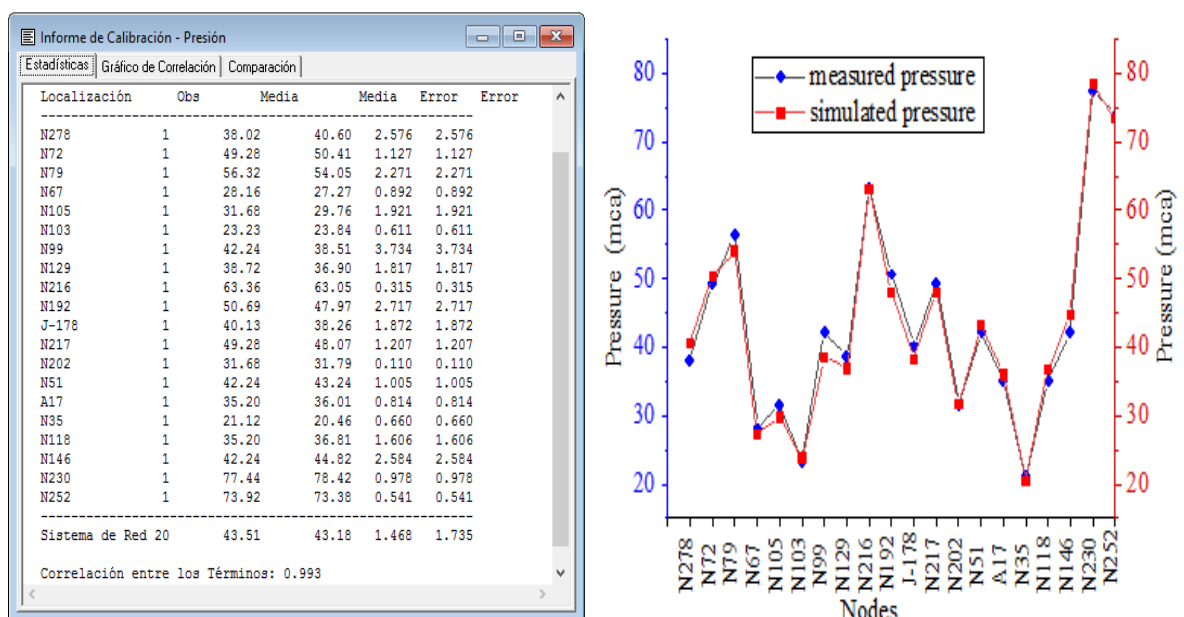 Informe de Calibración - Presión
Estadísticas Gráfico de Correlación Comparación
Localización Obs Media Media Error Error
--------------------------------------------------------
N278 1 38.02 40.60 2.576 2.576
N72 1 49.28 50.41 1.127 1.127
N79 1 56.32 54.05 2.271 2.271
N67 1 28.16 27.27 0.892 0.892
N105 1 31.68 29.76 1.921 1.921
N103 1 23.23 23.84 0.611 0.611
N99 1 42.24 38.51 3.734 3.734
N129 1 38.72 36.90 1.817 1.817
N216 1 63.36 63.05 0.315 0.315
N192 1 50.69 47.97 2.717 2.717
J-178 1 40.13 38.26 1.872 1.872
N217 1 49.28 48.07 1.207 1.207
N202 1 31.68 31.79 0.110 0.110
N51 1 42.24 43.24 1.005 1.005
A17 1 35.20 36.01 0.814 0.814
N35 1 21.12 20.46 0.660 0.660
N118 1 35.20 36.81 1.606 1.606
N146 1 42.24 44.82 2.584 2.584
N230 1 77.44 78.42 0.978 0.978
N252 1 73.92 73.38 0.541 0.541
--------------------------------------------------------
Sistema de Red 20 43.51 43.18 1.468 1.735
Correlación entre los Términos: 0.993
measured pressure
simulated pressure
Pressure (mca)
80
70
60
50
40
30
20
80
70
60
50
40
30
20
Pressure (mca)
N278
N72
N79
N67
N105
N103
N99
N129
N216
N192
J-178
N217
N202
N51
A17
N35
N118
N146
N230
N252
Nodes